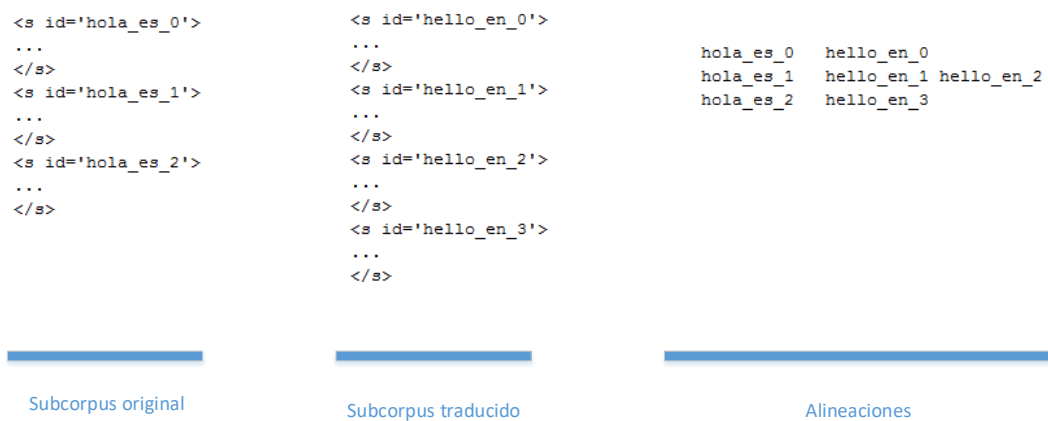 <s id='hola_es_0'>
...
</s>
<s id='hola_es_1'>
...
</s>
<s id='hola_es_2'>
...
</s>
Subcorpus original
<s id='hello_en_0'>
...
</s>
<s id='hello_en_1'>
...
</s>
<s id='hello_en_2'>
...
</s>
<s id='hello_en_3'>
...
</s>
Subcorpus traducido
hola_es_0 hello_en_0
hola_es_1 hello_en_1 hello_en_2
hola_es_2 hello_en_3
Alineaciones